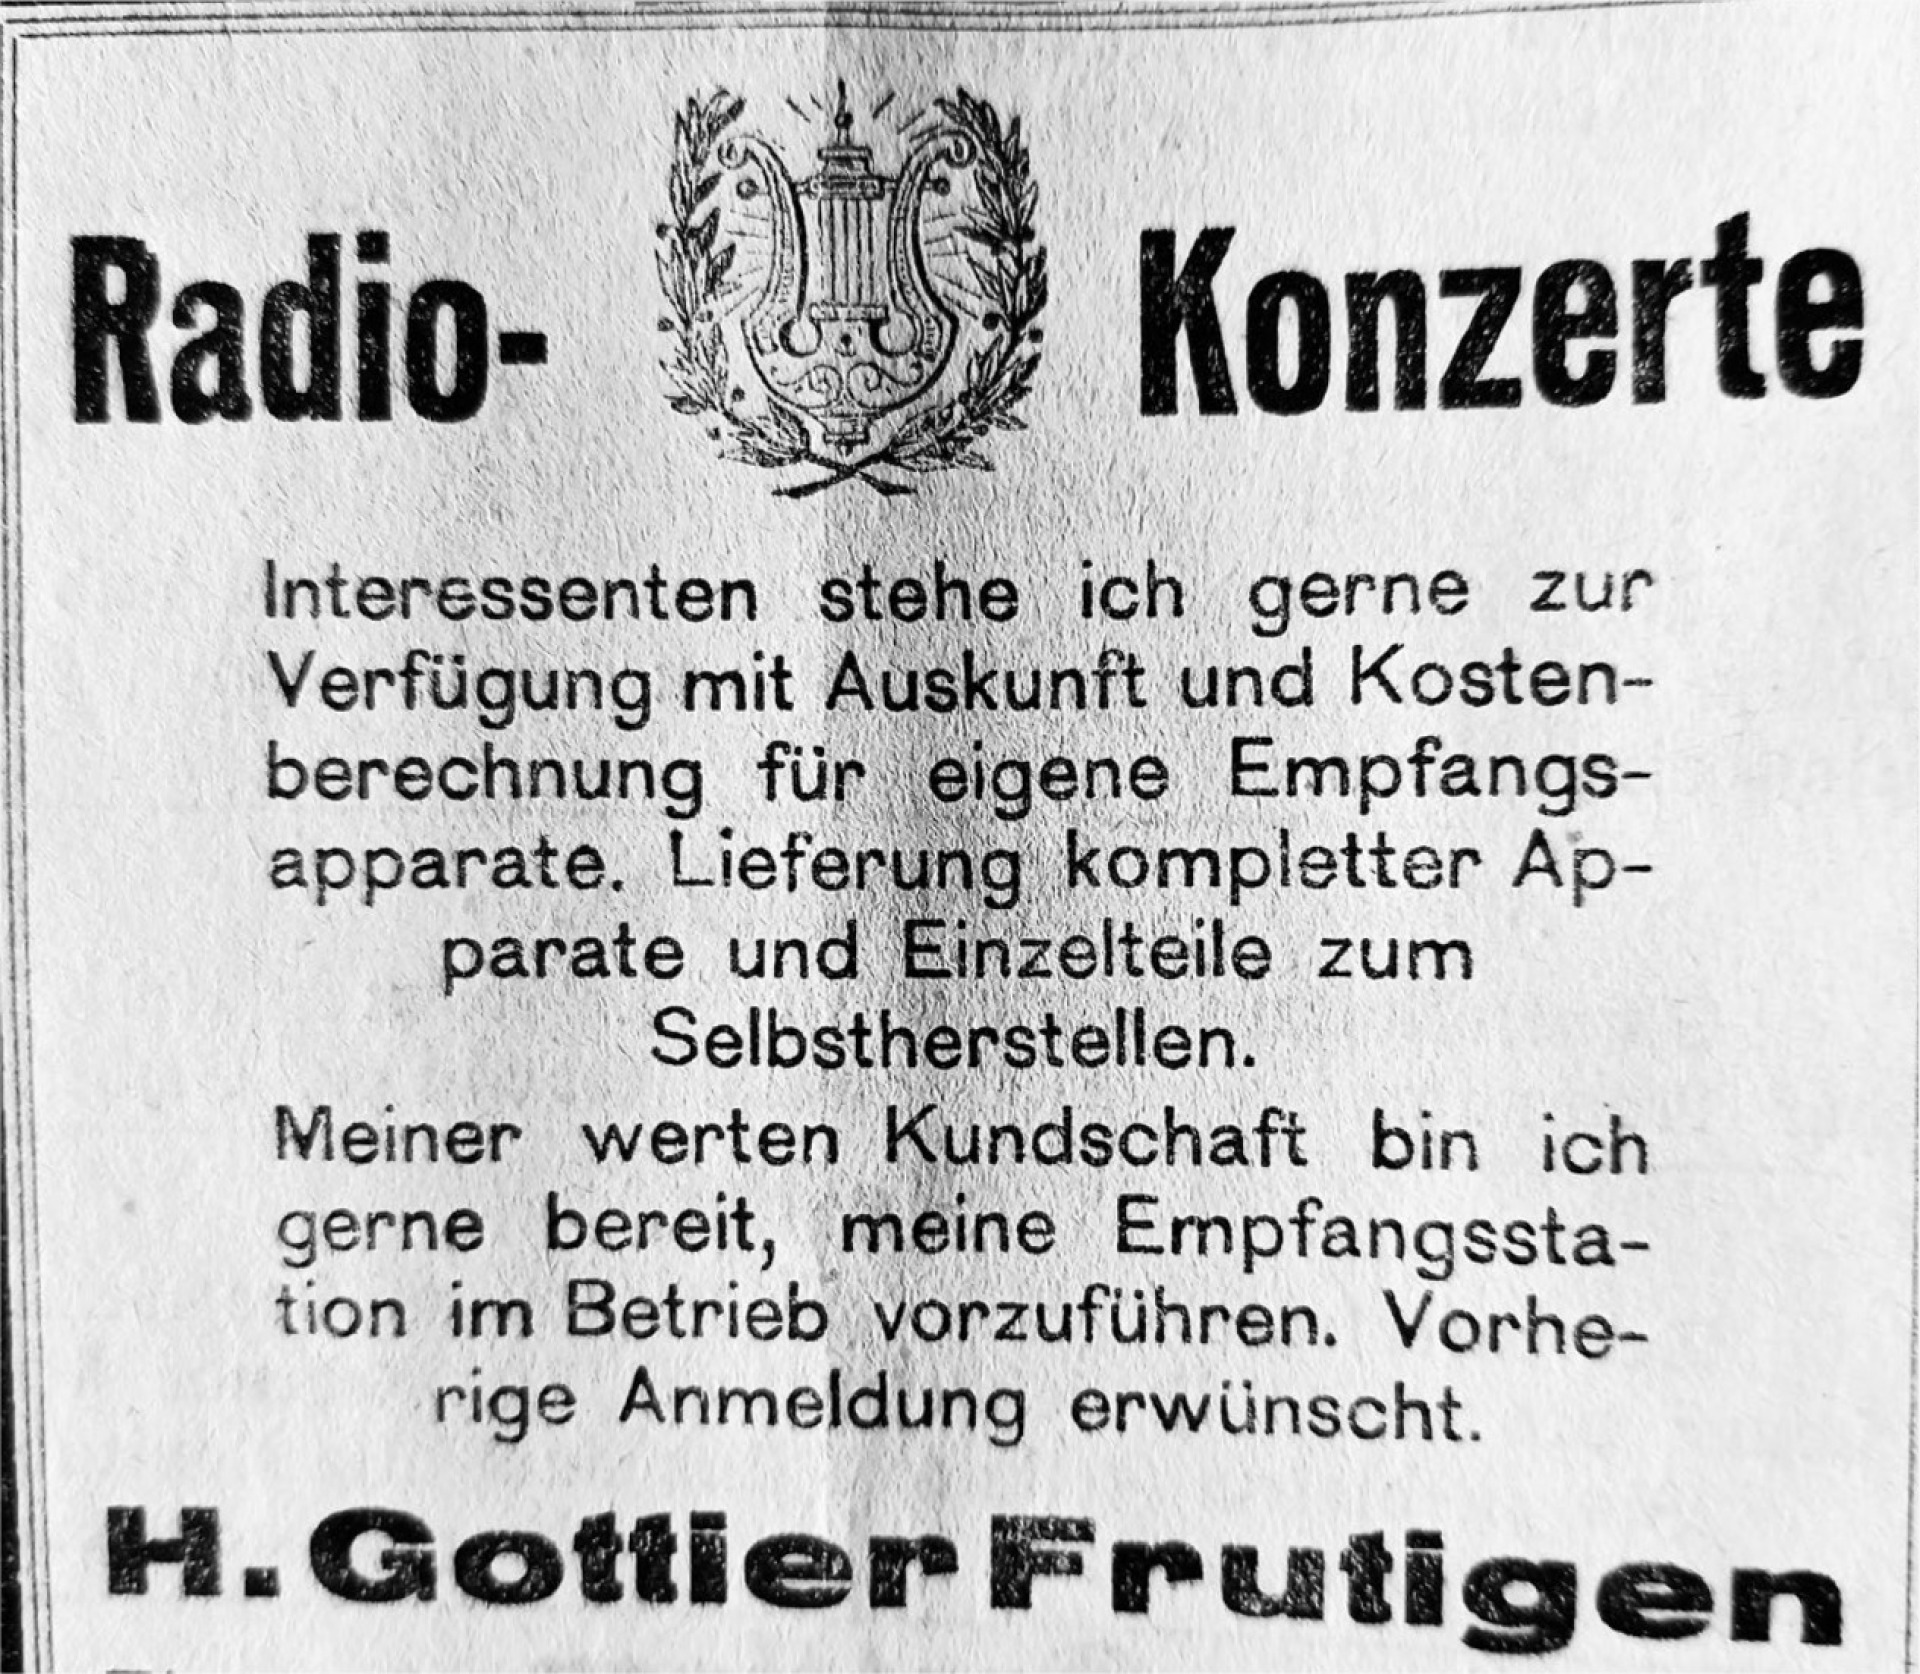 Radio- Konzerte
Interessenten stehe ich gerne zur
Verfügung mit Auskunft und Kosten-
berechnung für eigene Empfangs-
apparate. Lieferung kompletter Ap-
parate und Einzelteile zum
Selbstherstellen.
Meiner werten Kundschaft bin ich
gerne bereit, meine Empfangssta-
tion im Betrieb vorzuführen. Vorhe-
rige Anmeldung erwünscht.
H. Gottier Frutigen